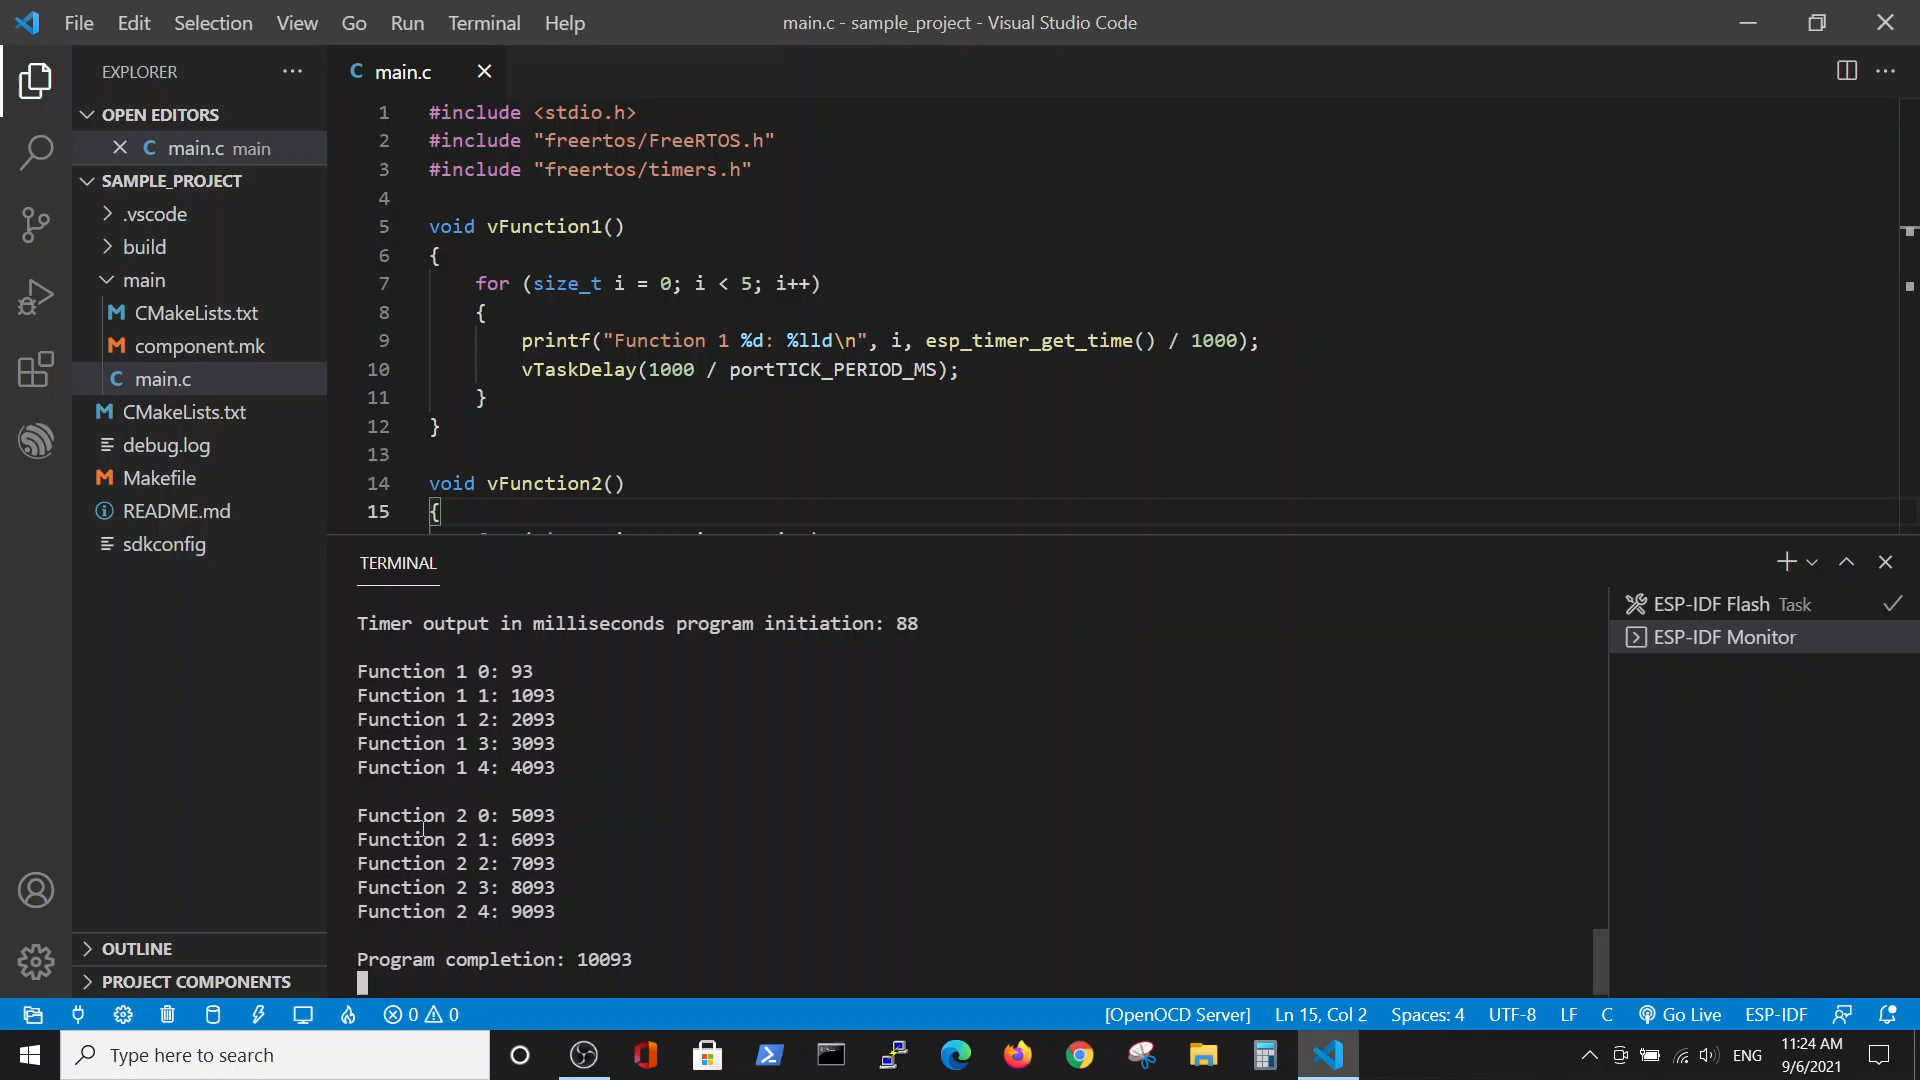 File Edit Selection View Go Run Terminal Help
main.c - sample_project - Visual Studio Code
EXPLORER
OPEN EDITORS
C main.c main
SAMPLE_PROJECT
.vscode
build
main
M CMakeLists.txt
M component.mk
C main.c
M CMakeLists.txt
debug.log
M Makefile
README.md
sdkconfig
OUTLINE
PROJECT COMPONENTS
C main.c
1 #include <stdio.h>
2 #include "freertos/FreeRTOS.h"
3 #include "freertos/timers.h"
4
5 void vFunction1()
6 {
7 for (size_t i = 0; i < 5; i++)
8 {
9 printf("Function 1 %d: %lld\n", i, esp_timer_get_time() / 1000);
10 vTaskDelay(1000 / portTICK_PERIOD_MS);
11 }
12 }
13
14 void vFunction2()
15 {
TERMINAL
Timer output in milliseconds program initiation: 88
Function 1 0: 93
Function 1 1: 1093
Function 1 2: 2093
Function 1 3: 3093
Function 1 4: 4093
Function 2 0: 5093
Function 2 1: 6093
Function 2 2: 7093
Function 2 3: 8093
Function 2 4: 9093
Program completion: 10093
ESP-IDF Flash Task
ESP-IDF Monitor
0 0 [OpenOCD Server] Ln 15, Col 2 Spaces: 4 UTF-8 LF C Go Live ESP-IDF
Type here to search
ENG
11:24 AM
9/6/2021